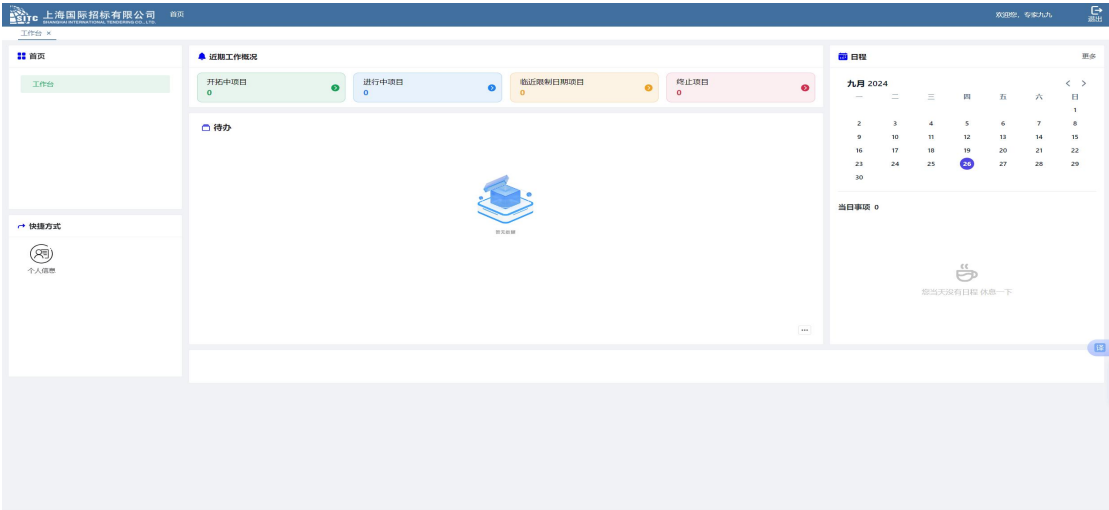 SITC 上海国际招标有限公司 首页 欢迎您，专家九九 退出
SHANGHAI INTERNATIONAL TENDERING CO., LTD.
工作台 ×
首页
工作台
快捷方式
个人信息
近期工作概况
开拓中项目
0
进行中项目
0
临近限制日期项目
0
终止项目
0
待办
暂无数据
日程 更多
九月 2024
一 二 三 四 五 六 日
1
2 3 4 5 6 7 8
9 10 11 12 13 14 15
16 17 18 19 20 21 22
23 24 25 26 27 28 29
30
当日事项 0
您当天没有日程 休息一下
译